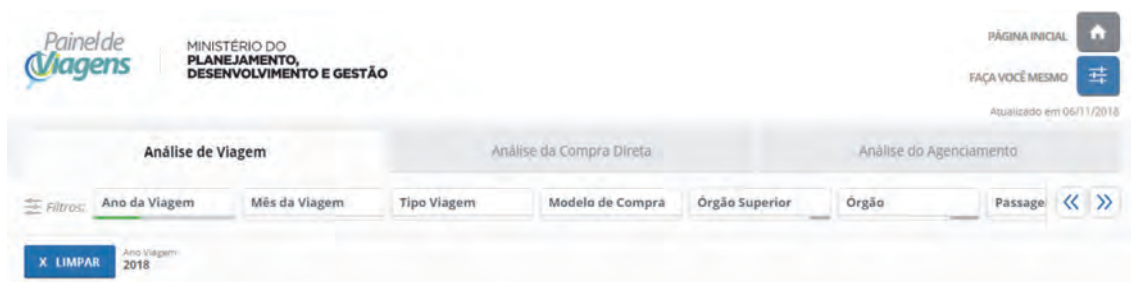 Painel de
Viagens
MINISTÉRIO DO
PLANEJAMENTO,
DESENVOLVIMENTO E GESTÃO
PÁGINA INICIAL
FAÇA VOCÊ MESMO
Atualizado em 06/11/2018
Análise de Viagem
Análise da Compra Direta
Análise do Agenciamento
Filtros:
Ano da Viagem
Mês da Viagem
Tipo Viagem
Modelo de Compra
Órgão Superior
Órgão
Passage
X LIMPAR
Ano Viagem:
2018